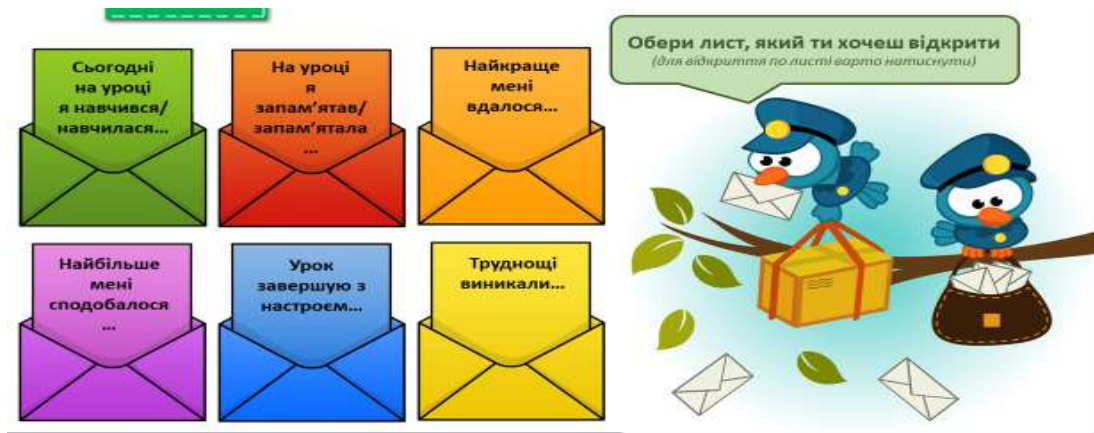 Сьогодні
на уроці
я навчився/
навчилася...
На уроці
я
запам’ятав/
запам’ятала
...
Найкраще
мені
вдалося...
Обери лист, який ти хочеш відкрити
(для відкриття по листі варто натиснути)
Найбільше
мені
сподобалося
...
Урок
завершую з
настроєм...
Труднощі
виникали...